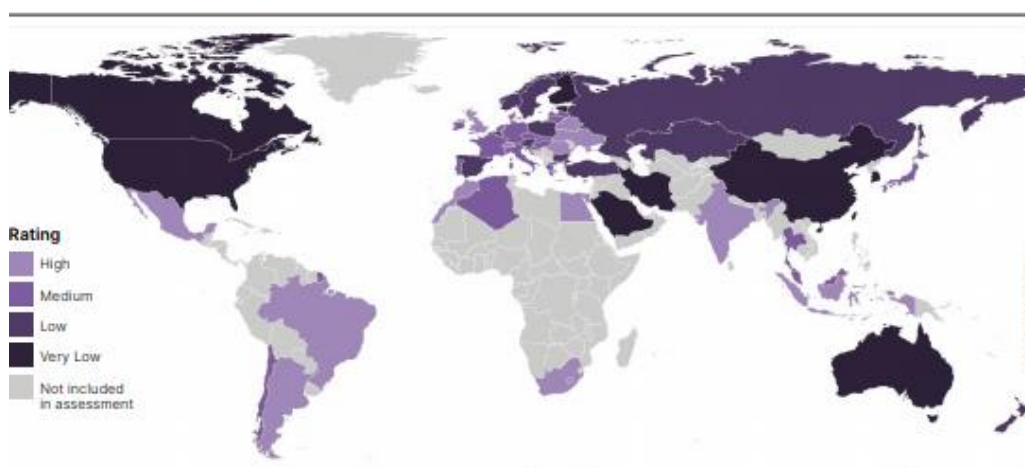 Rating
High
Medium
Low
Very Low
Not included
in assessment